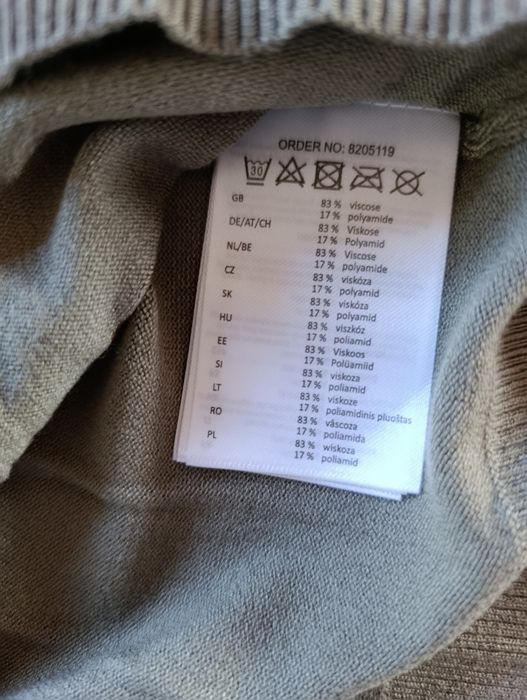 ORDER NO: 8205119
30
GB 83 % viscose
17 % polyamide
DE/AT/CH 83 % Viskose
17 % Polyamid
NL/BE 83 % Viscose
17 % polyamide
CZ 83 % viskóza
17 % polyamid
SK 83 % viskóza
17 % polyamid
HU 83 % viszkóz
17 % poliamid
EE 83 % Viskoos
17 % Polüamiid
SI 83 % viskoza
17 % poliamid
LT 83 % viskoze
17 % poliamidinis pluoštas
RO 83 % vâscoza
17 % poliamida
PL 83 % wiskoza
17 % poliamid